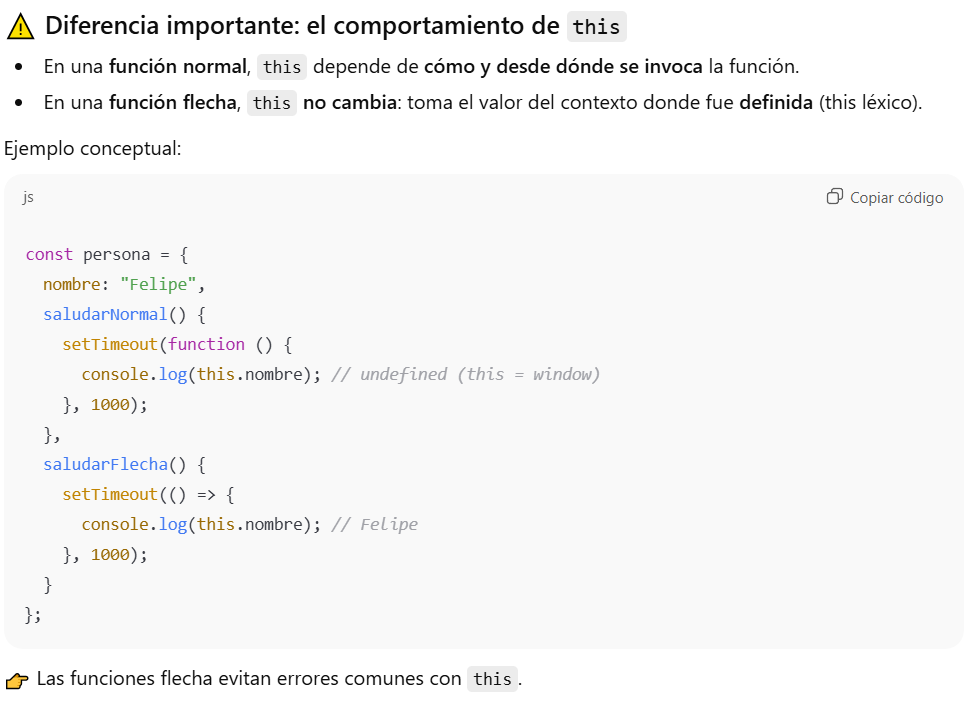 ⚠️ Diferencia importante: el comportamiento de this
• En una función normal, this depende de cómo y desde dónde se invoca la función.
• En una función flecha, this no cambia: toma el valor del contexto donde fue definida (this léxico).
Ejemplo conceptual:
js
Copiar código
const persona = {
  nombre: "Felipe",
  saludarNormal() {
    setTimeout(function () {
      console.log(this.nombre); // undefined (this = window)
    }, 1000);
  },
  saludarFlecha() {
    setTimeout(() => {
      console.log(this.nombre); // Felipe
    }, 1000);
  }
};
👉 Las funciones flecha evitan errores comunes con this.